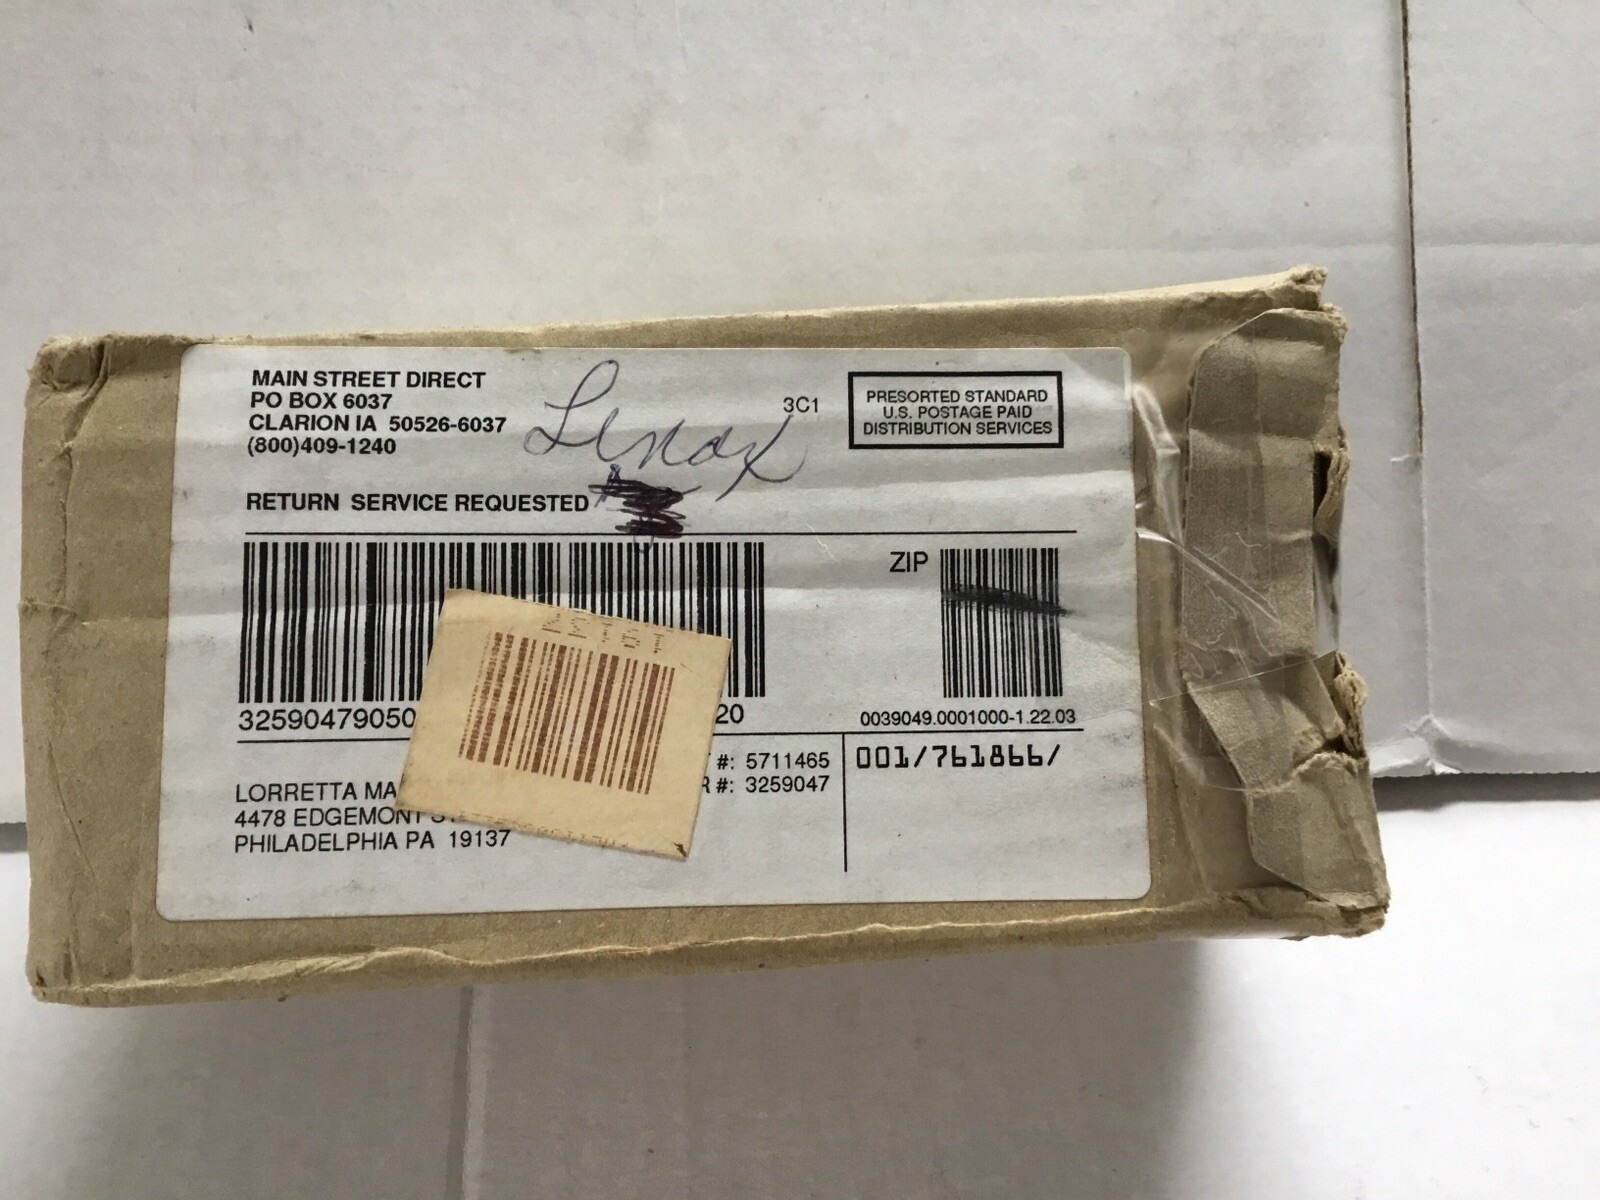 MAIN STREET DIRECT
PO BOX 6037
CLARION IA 50526-6037
(800)409-1240
Lenox
3C1
PRESORTED STANDARD
U.S. POSTAGE PAID
DISTRIBUTION SERVICES
RETURN SERVICE REQUESTED
ZIP
3259047905020
0039049.0001000-1.22.03
#: 5711465
#: 3259047
001/761866/
LORRETTA MA
4478 EDGEMONT
PHILADELPHIA PA 19137